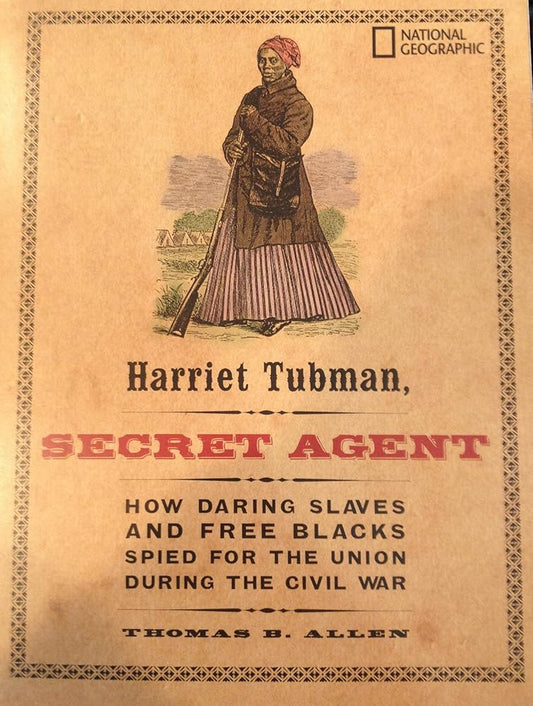 NATIONAL
GEOGRAPHIC
Harriet Tubman,
SECRET AGENT
HOW DARING SLAVES
AND FREE BLACKS
SPIED FOR THE UNION
DURING THE CIVIL WAR
THOMAS B. ALLEN